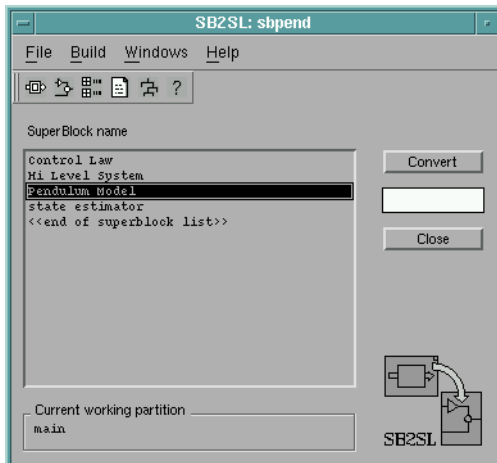 SB2SL: sbpend
File Build Windows Help
?
SuperBlock name
Control Law
Hi Level System
Pendulum Model
state estimator
<<end of superblock list>>
Convert
Close
Current working partition
main
SB2SL